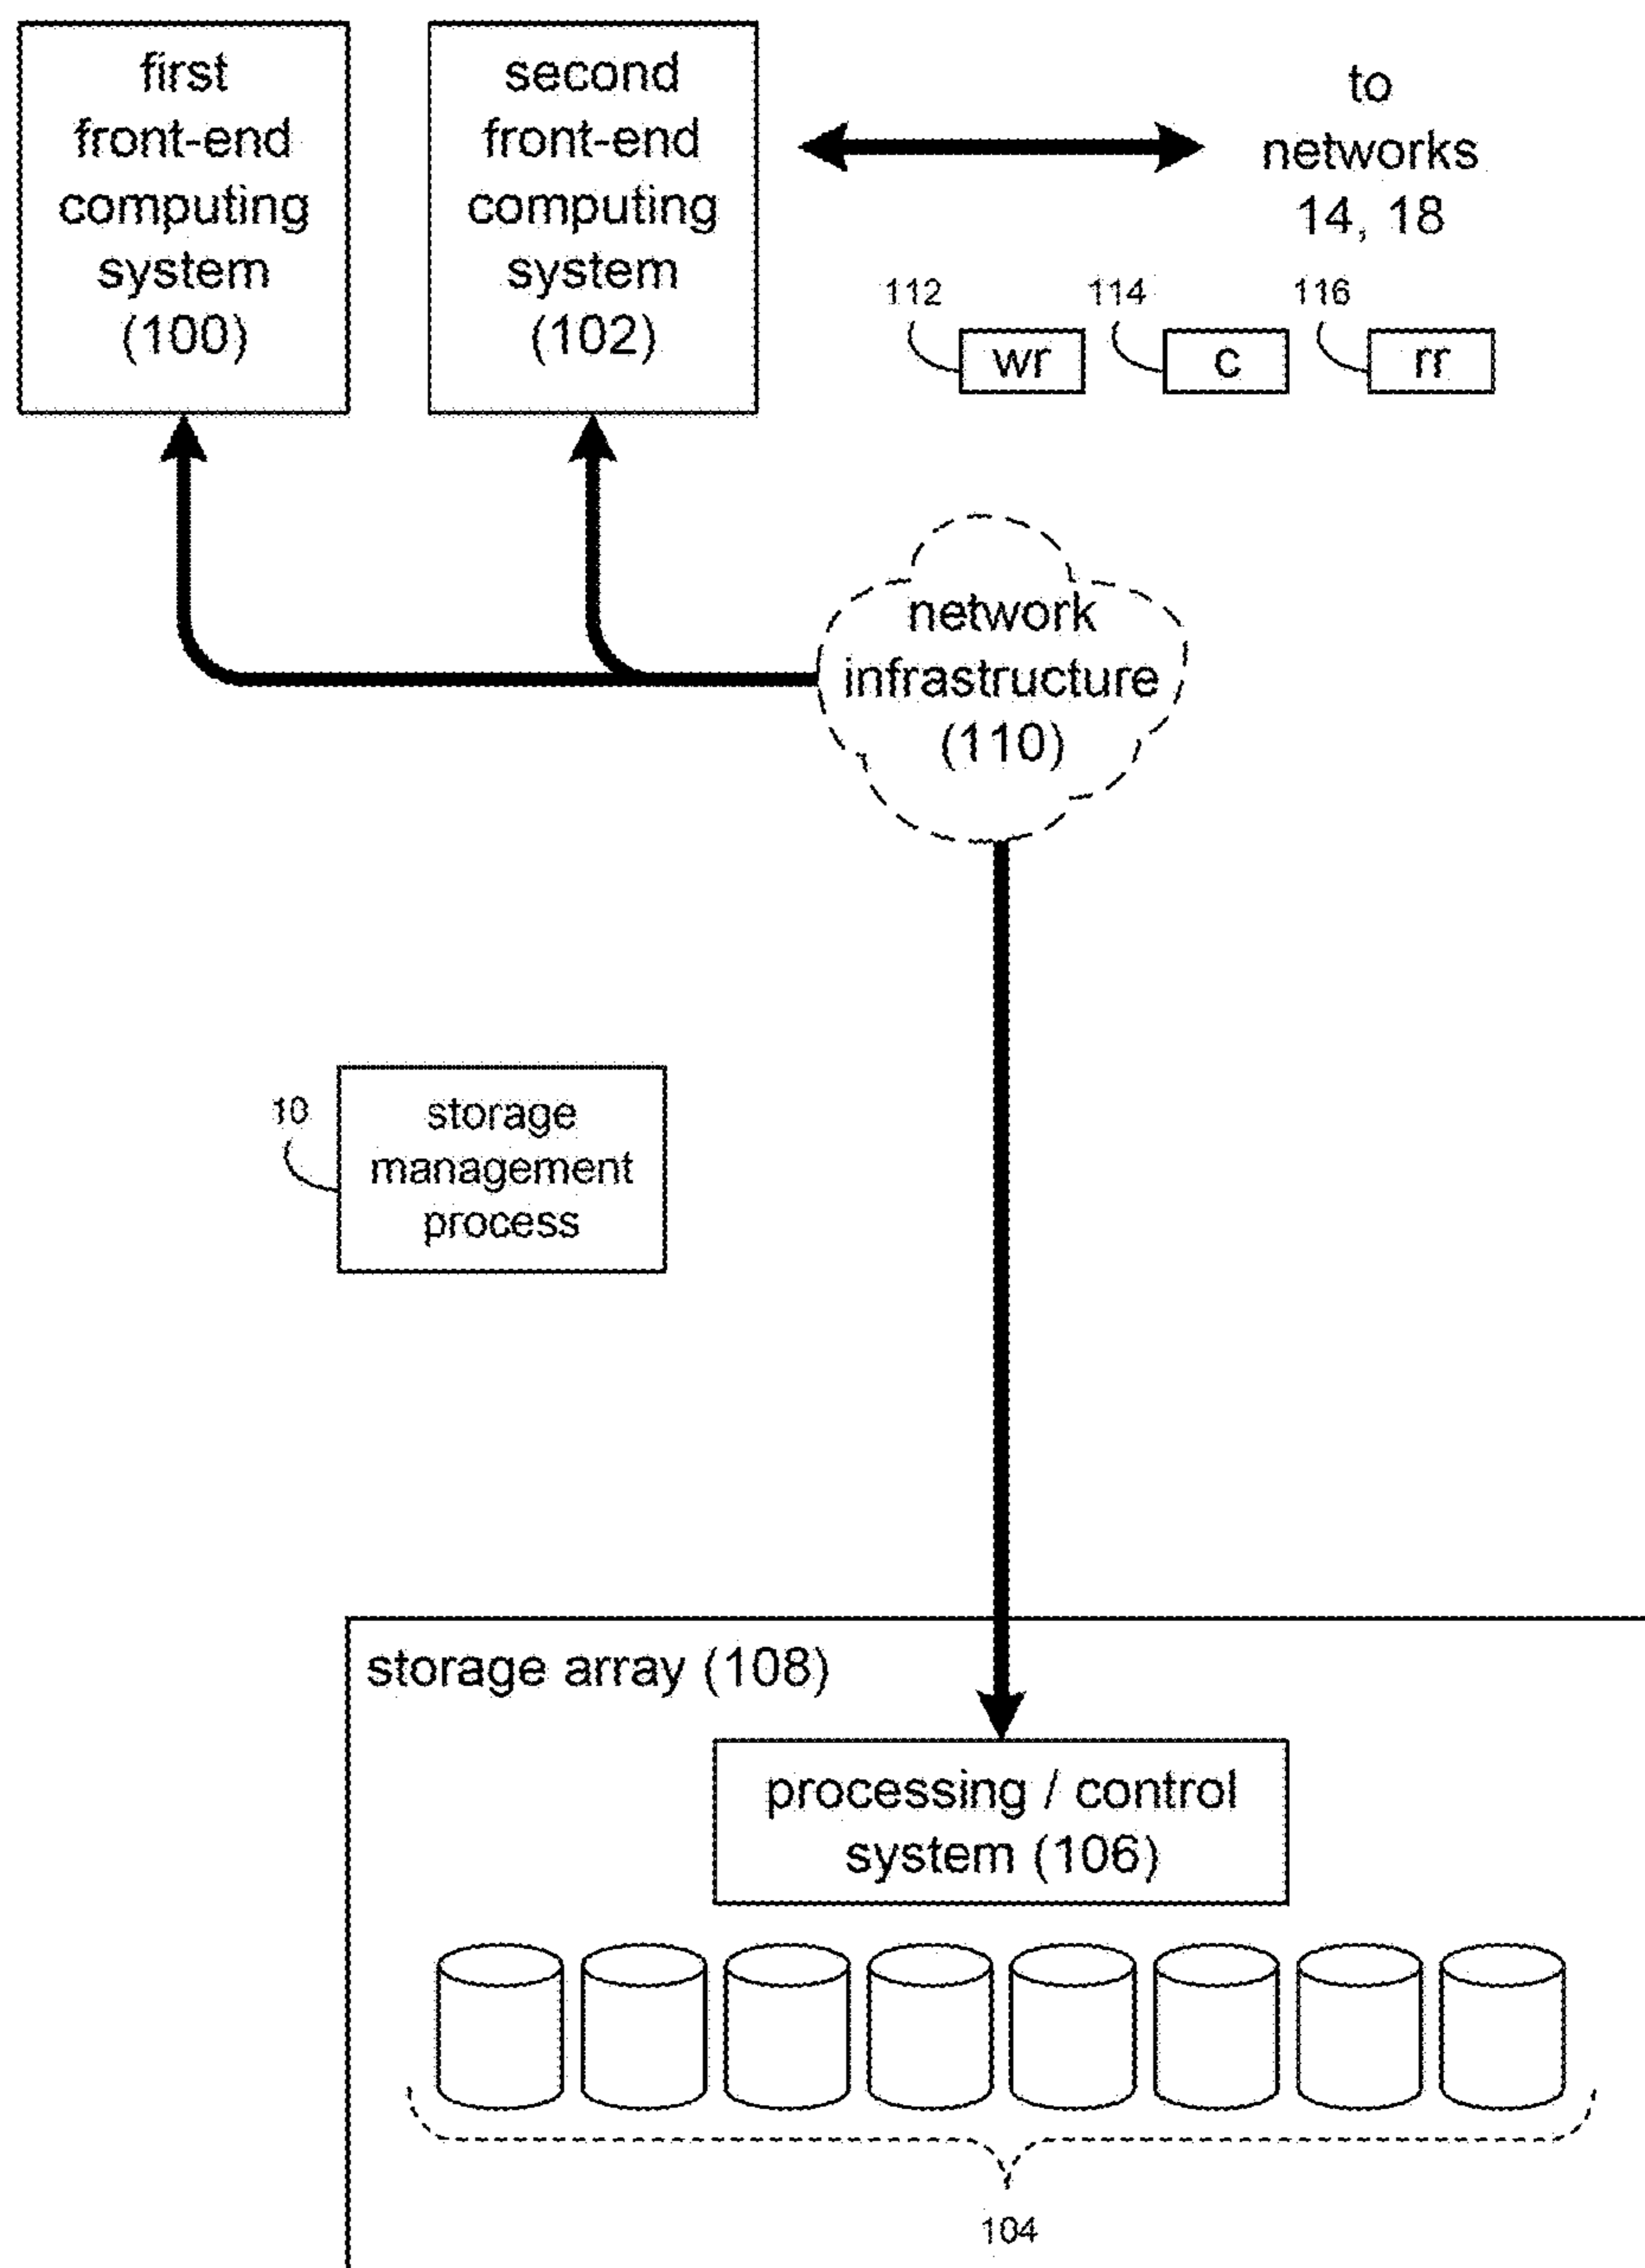 first
front-end
computing
system
(100)
second
front-end
computing
system
(102)
to
networks
14, 18
112
wr
114
c
116
rr
network
infrastructure
(110)
10
storage
management
process
storage array (108)
processing / control
system (106)
104